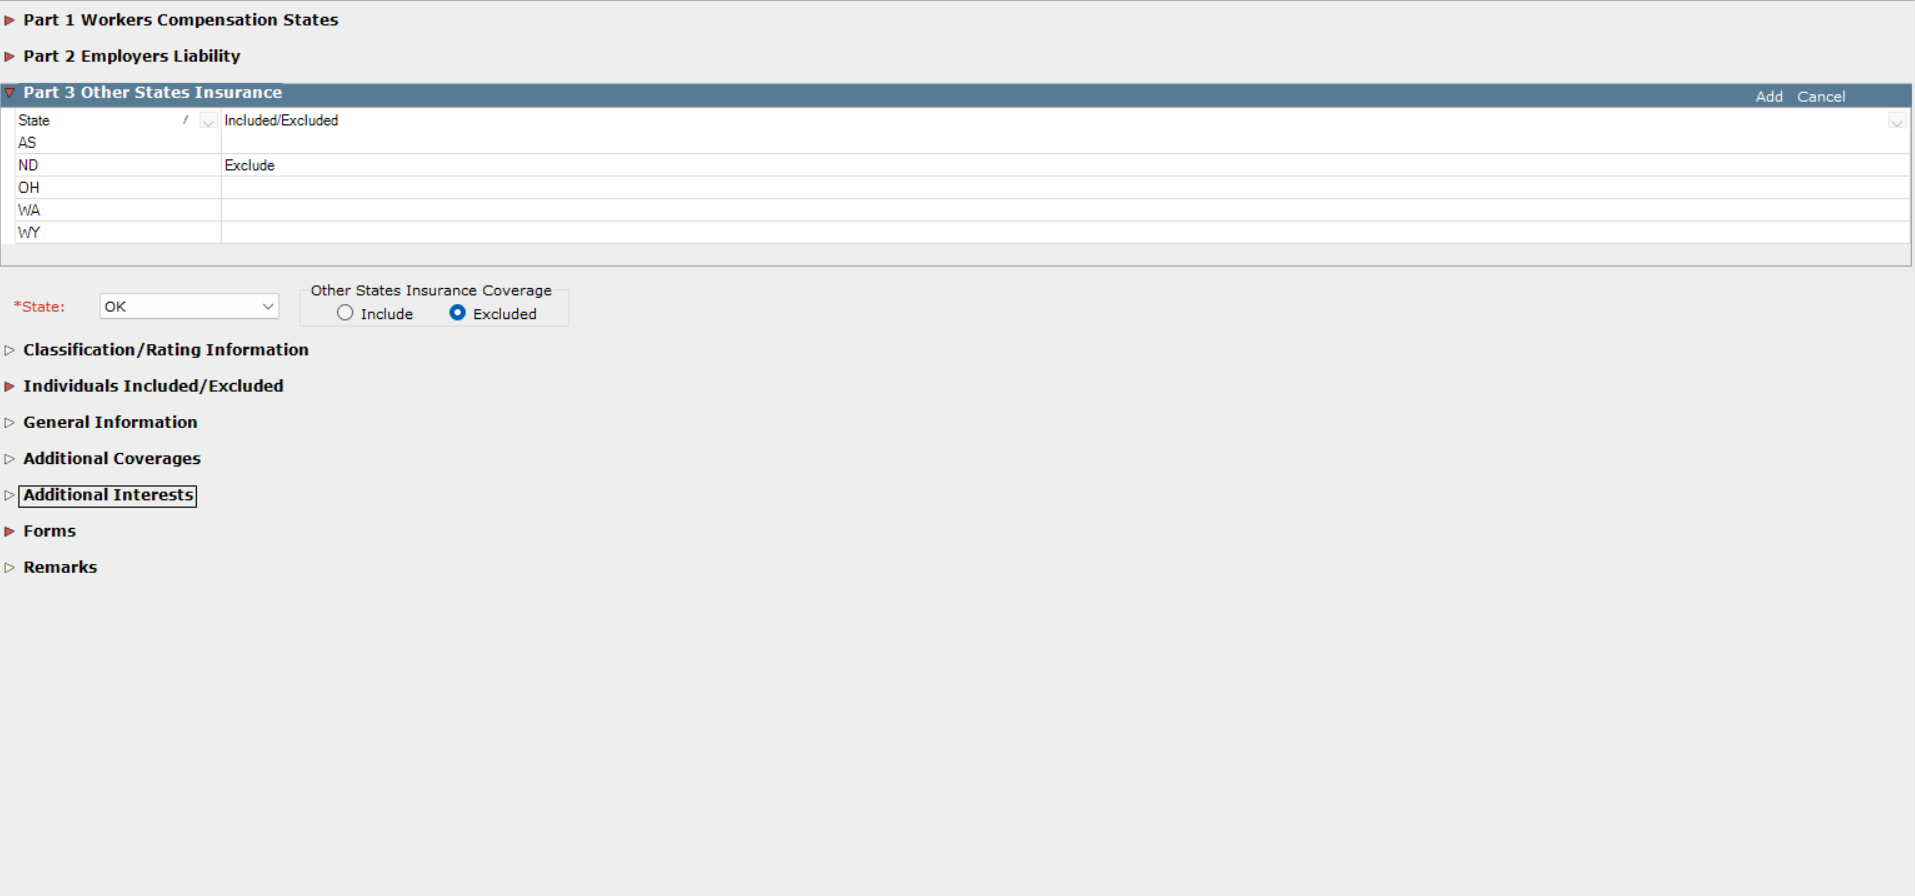 Part 1 Workers Compensation States
Part 2 Employers Liability
Part 3 Other States Insurance
Add Cancel
State Included/Excluded
AS
ND Exclude
OH
WA
WY
Other States Insurance Coverage
*State: OK Include Excluded
Classification/Rating Information
Individuals Included/Excluded
General Information
Additional Coverages
Additional Interests
Forms
Remarks